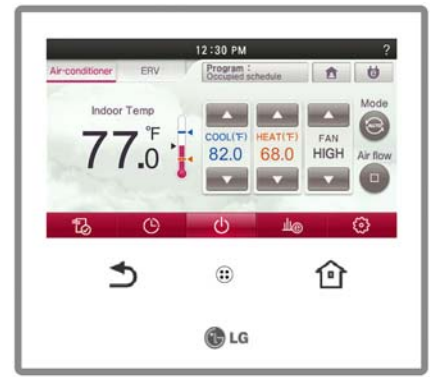 12:30 PM ?
Air-conditioner ERV Program :
Occupied schedule
Indoor Temp
77.0 °F
COOL(°F) HEAT(°F) FAN
82.0 68.0 HIGH
Mode
AUTO
Air flow
LG